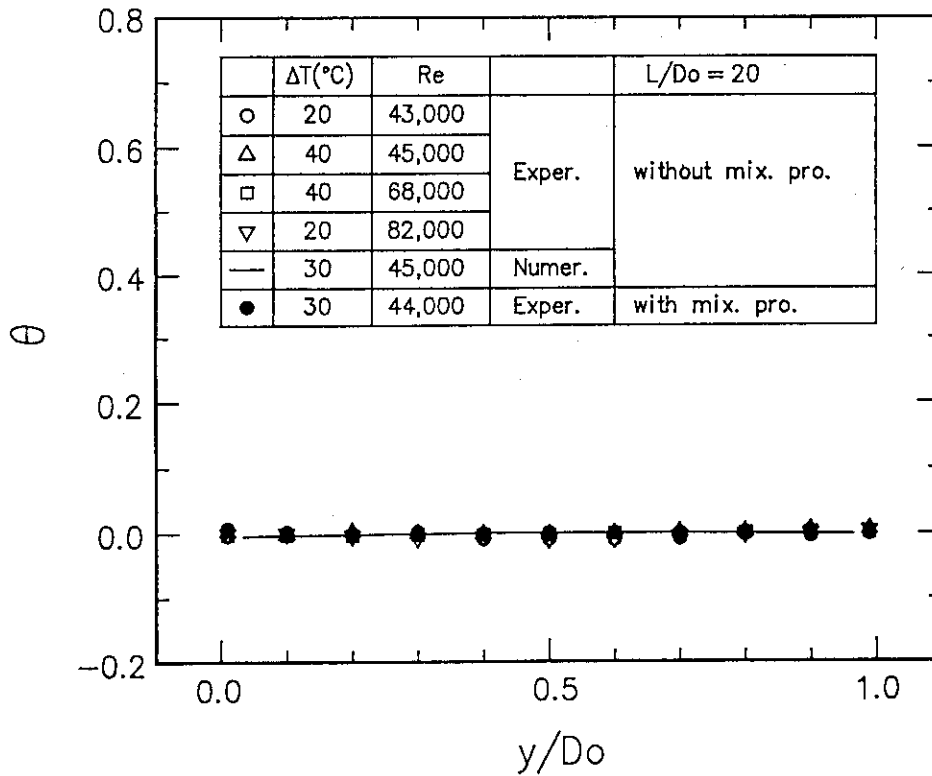 0.8
0.6
0.4
0.2
0.0
−0.2
θ
ΔT(°C) Re L/Do = 20
20 43,000
40 45,000
40 68,000
20 82,000
Exper. without mix. pro.
30 45,000 Numer.
30 44,000 Exper. with mix. pro.
0.0 0.5 1.0
y/Do